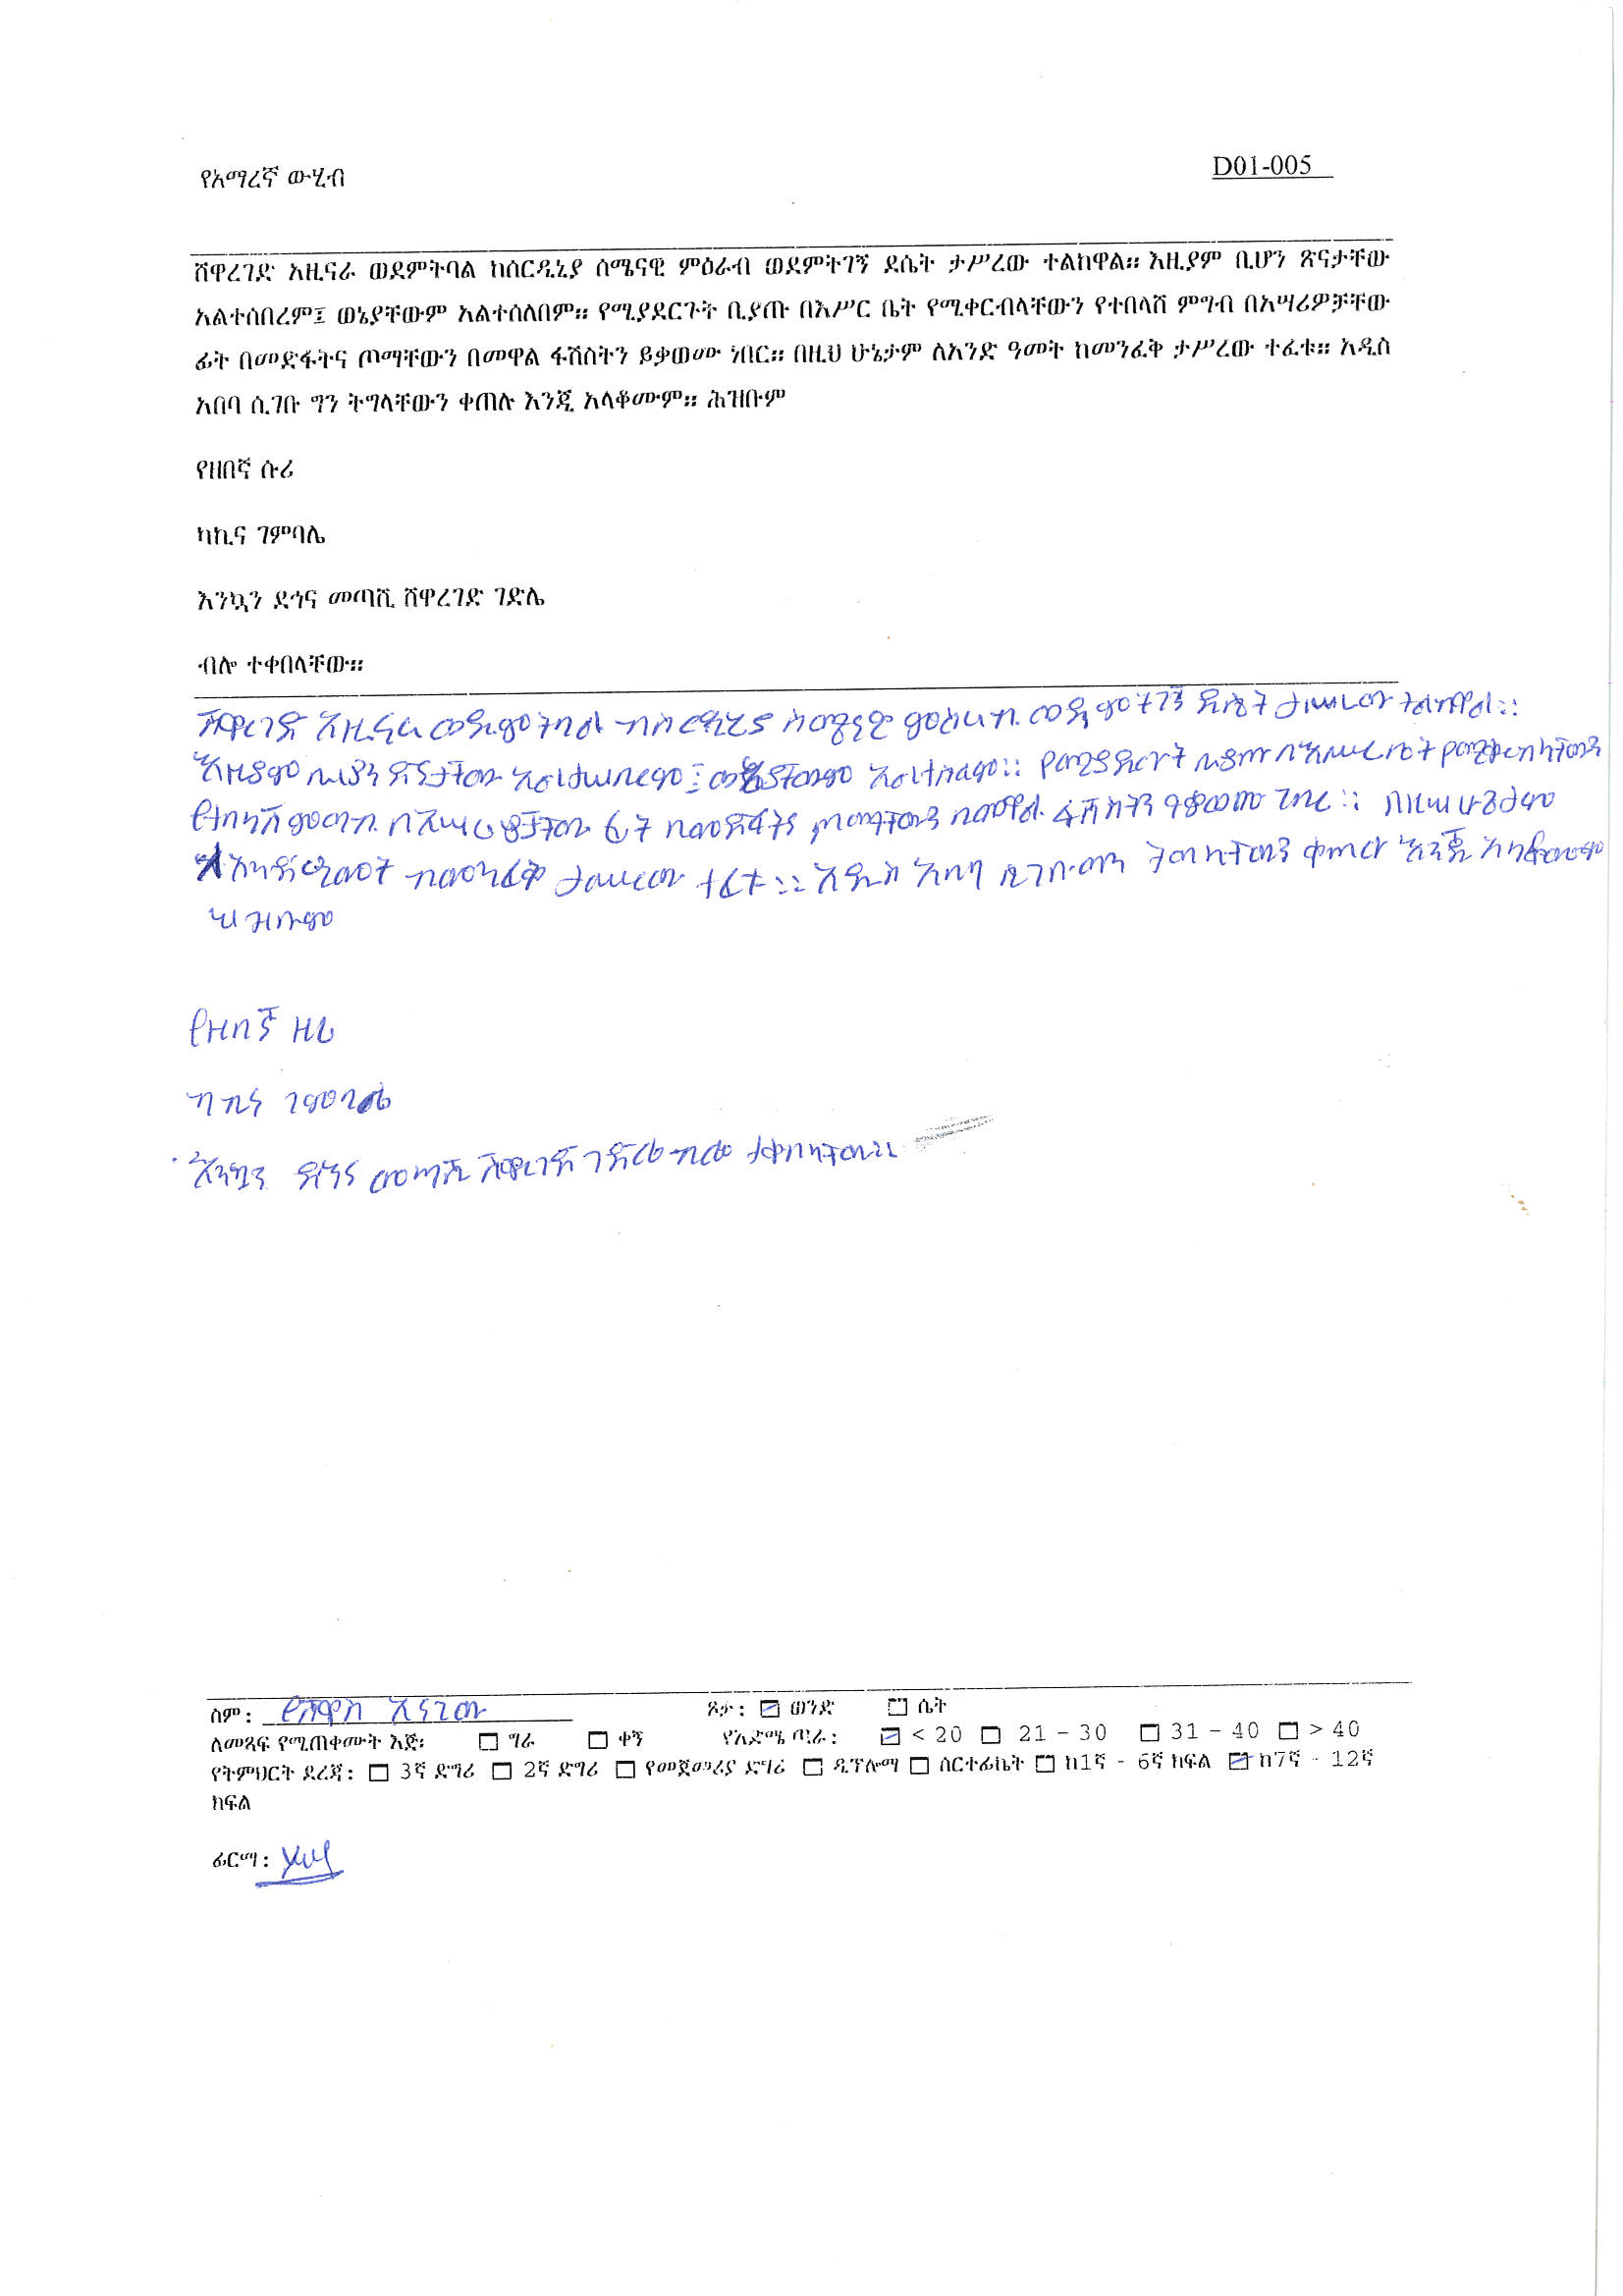 የአማረኛ ውሂብ
D01-005
ሸዋረገድ አዚናራ ወደምትባል ከሰርዲኒያ ሰሜናዊ ምዕራብ ወደምትገኝ ደሴት ታሥረው ተልከዋል። እዚያም ቢሆን ጽናታቸው
አልተሰበረም፤ ወኔያቸውም አልተሰለበም። የሚያደርጉት ቢያጡ በእሥር ቤት የሚቀርብላቸውን የተበላሸ ምግብ በአሣሪዎቻቸው
ፊት በመድፋትና ጦማቸውን በመዋል ፋሽስትን ይቃወሙ ነበር። በዚህ ሁኔታም ለአንድ ዓመት ከመንፈቅ ታሥረው ተፈቱ። አዲስ
አበባ ሲገቡ ግን ትግላቸውን ቀጠሉ እንጂ አላቆሙም። ሕዝቡም
የዘበኛ ሱሪ
ካኪና ገምባሌ
እንኳን ደኅና መጣሺ ሸዋረገድ ገድሌ
ብሎ ተቀበላቸው።
ሸዋረገድ አዚናራ ወደምትባል ከሰርዲኒያ ሰሜናዊ ምዕራብ ወደምትገኝ ደሴት ታሥረው ተልከዋል።
እዚያም ቢሆን ጽናታቸው አልተሠበረም፤ ወኔያቸውም አልተሰለበም። የሚያደርጉት ቢያጡ በእሥር ቤት የሚቀርብላቸውን
የተበላሸ ምግብ በአሣሪዎቻቸው ፊት በመድፋትና ጦማቸውን በመዋል ፋሽስትን ይቃወሙ ነበር። በዚህ ሁኔታም
ለአንድ ዓመት ከመንፈቅ ታሥረው ተፈቱ። አዲስ አበባ ሲገቡ ግን ትግላቸውን ቀጠሉ እንጂ አላቆሙም
ሕዝቡም
የዘበኛ ዘሪ
ካኪና ገምባሌ
እንኳን ደኅና መጣሺ ሸዋረገድ ገድሌ ብሎ ተቀበላቸው።
ስም: የሽዋስ እናገው ጾታ: ወንድ ሴት
ለመጻፍ የሚጠቀሙት እጅ: ግራ ቀኝ የእድሜ ጣራ: < 20 21 - 30 31 - 40 > 40
የትምህርት ደረጃ: 3ኛ ድግሪ 2ኛ ድግሪ የመጀመሪያ ድግሪ ዲፕሎማ ሰርተፊኬት ከ1ኛ - 6ኛ ክፍል ከ7ኛ - 12ኛ
ክፍል
ፊርማ: